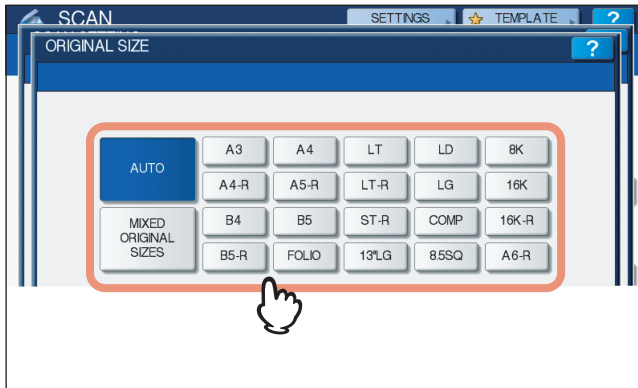 SCAN
SETTINGS
TEMPLATE
?
ORIGINAL SIZE
?
AUTO
A3
A4
LT
LD
8K
A4-R
A5-R
LT-R
LG
16K
MIXED
ORIGINAL
SIZES
B4
B5
ST-R
COMP
16K-R
B5-R
FOLIO
13"LG
8.5SQ
A6-R